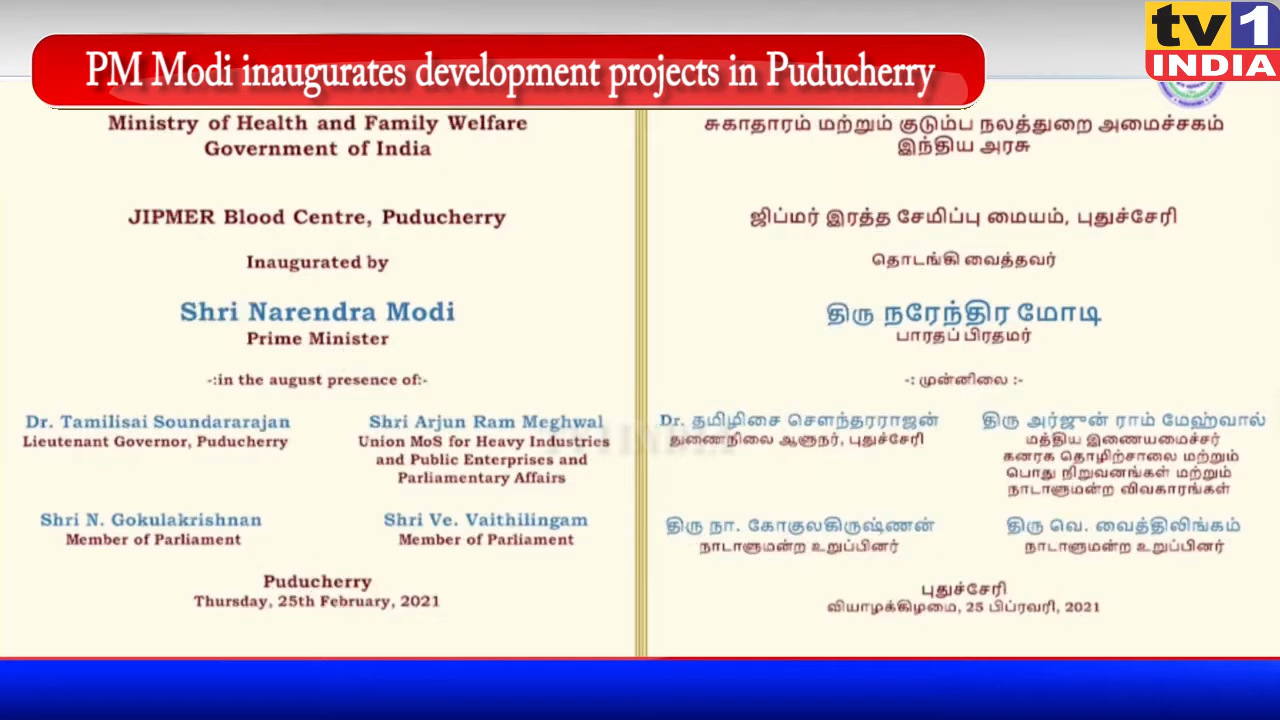 PM Modi inaugurates development projects in Puducherry
tv1
INDIA
Ministry of Health and Family Welfare
Government of India
JIPMER Blood Centre, Puducherry
Inaugurated by
Shri Narendra Modi
Prime Minister
-:in the august presence of:-
Dr. Tamilisai Soundararajan
Lieutenant Governor, Puducherry
Shri Arjun Ram Meghwal
Union MoS for Heavy Industries
and Public Enterprises and
Parliamentary Affairs
Shri N. Gokulakrishnan
Member of Parliament
Shri Ve. Vaithilingam
Member of Parliament
Puducherry
Thursday, 25th February, 2021
சுகாதாரம் மற்றும் குடும்ப நலத்துறை அமைச்சகம்
இந்திய அரசு
ஜிப்மர் இரத்த சேமிப்பு மையம், புதுச்சேரி
தொடங்கி வைத்தவர்
திரு நரேந்திர மோடி
பாரதப் பிரதமர்
-: முன்னிலை :-
Dr. தமிழிசை சௌந்தரராஜன்
துணைநிலை ஆளுநர், புதுச்சேரி
திரு அர்ஜுன் ராம் மேஹ்வால்
மத்திய இணையமைச்சர்
கனரக தொழிற்சாலை மற்றும்
பொது நிறுவனங்கள் மற்றும்
நாடாளுமன்ற விவகாரங்கள்
திரு நா. கோகுலகிருஷ்ணன்
நாடாளுமன்ற உறுப்பினர்
திரு வெ. வைத்திலிங்கம்
நாடாளுமன்ற உறுப்பினர்
புதுச்சேரி
வியாழக்கிழமை, 25 பிப்ரவரி, 2021